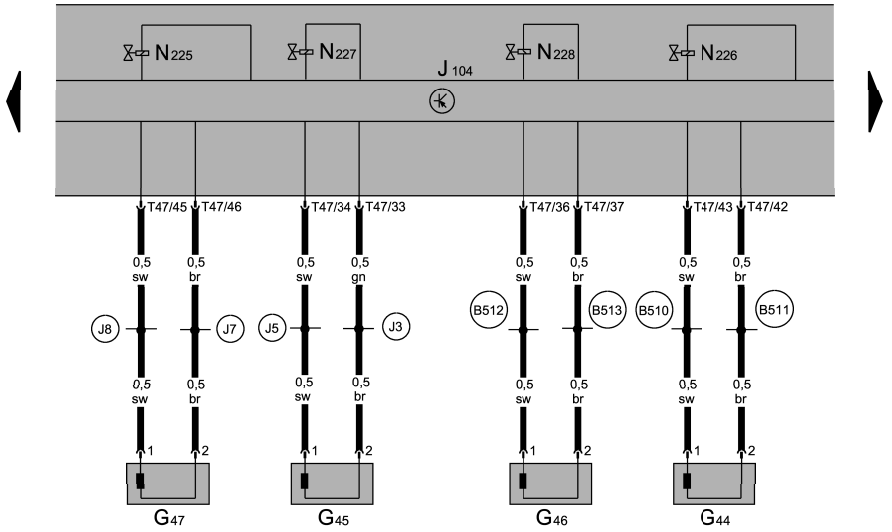 N225 N227 N228 N226
J 104
T47/45 T47/46 T47/34 T47/33 T47/36 T47/37 T47/43 T47/42
0,5 0,5 0,5 0,5 0,5 0,5 0,5 0,5
sw br sw gn sw br sw br
J8 J7 J5 J3 B512 B513 B510 B511
0,5 0,5 0,5 0,5 0,5 0,5 0,5 0,5
sw br sw br sw br sw br
1 2 1 2 1 2 1 2
G47 G45 G46 G44